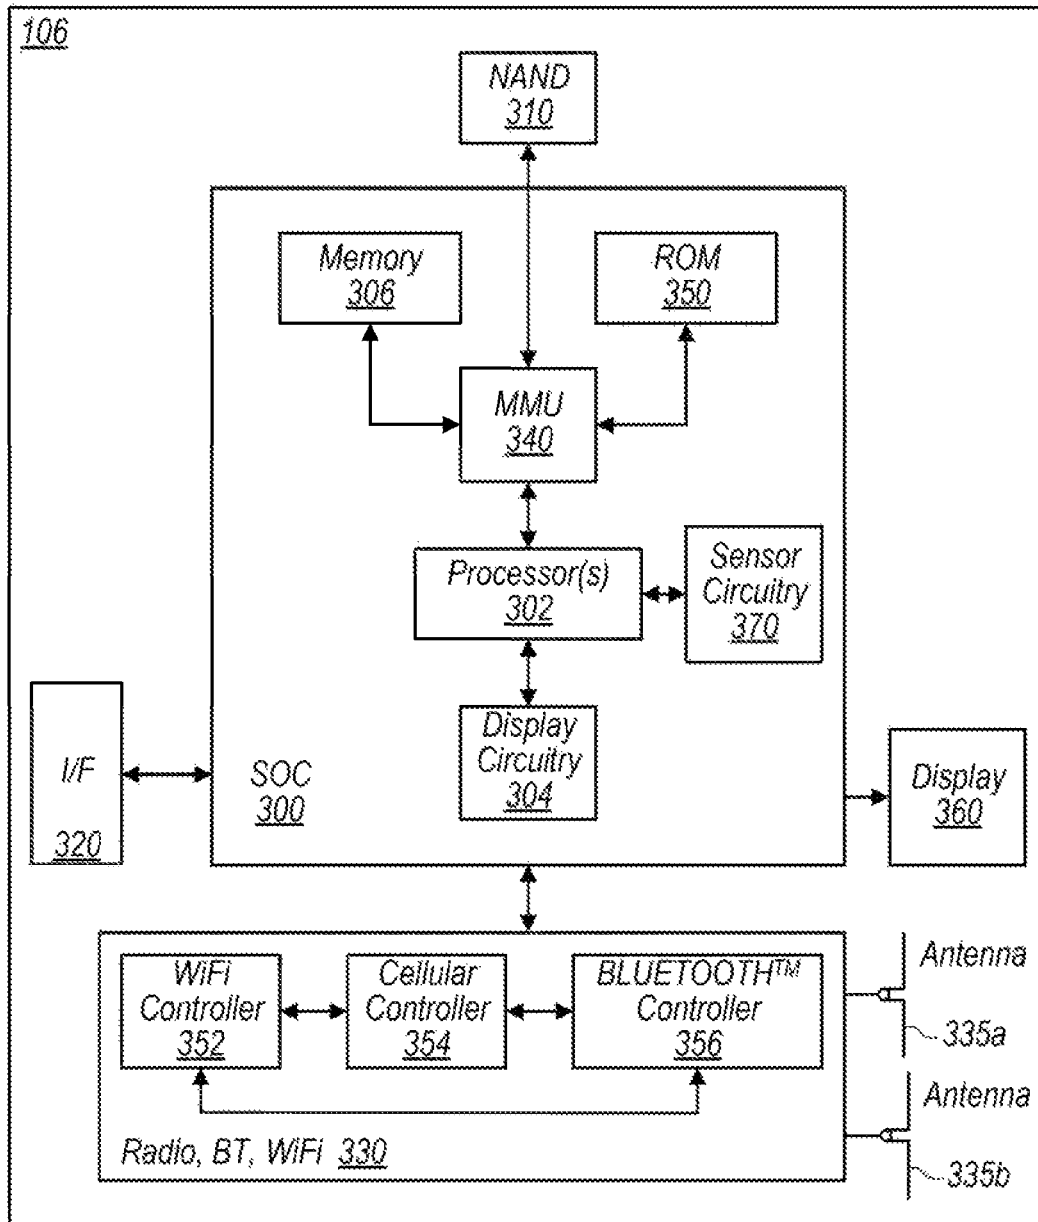 106
NAND
310
Memory
306
ROM
350
MMU
340
Processor(s)
302
Sensor
Circuitry
370
Display
Circuitry
304
I/F
320
SOC
300
Display
360
WiFi
Controller
352
Cellular
Controller
354
BLUETOOTH™
Controller
356
Antenna
335a
Antenna
335b
Radio, BT, WiFi 330